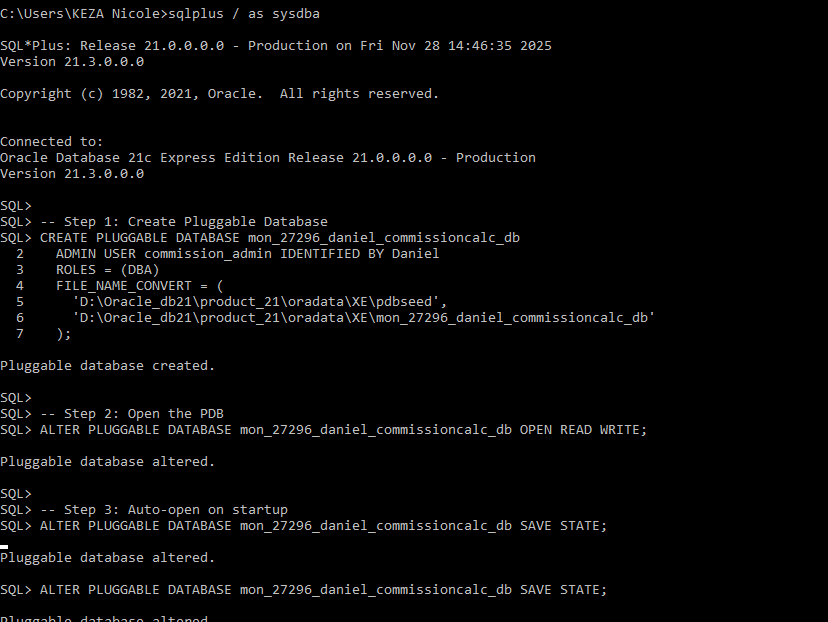 C:\Users\KEZA Nicole>sqlplus / as sysdba
SQL*Plus: Release 21.0.0.0.0 - Production on Fri Nov 28 14:46:35 2025
Version 21.3.0.0.0
Copyright (c) 1982, 2021, Oracle.  All rights reserved.
Connected to:
Oracle Database 21c Express Edition Release 21.0.0.0.0 - Production
Version 21.3.0.0.0
SQL>
SQL> -- Step 1: Create Pluggable Database
SQL> CREATE PLUGGABLE DATABASE mon_27296_daniel_commissioncalc_db
  2    ADMIN USER commission_admin IDENTIFIED BY Daniel
  3    ROLES = (DBA)
  4    FILE_NAME_CONVERT = (
  5      'D:\Oracle_db21\product_21\oradata\XE\pdbseed',
  6      'D:\Oracle_db21\product_21\oradata\XE\mon_27296_daniel_commissioncalc_db'
  7    );
Pluggable database created.
SQL>
SQL> -- Step 2: Open the PDB
SQL> ALTER PLUGGABLE DATABASE mon_27296_daniel_commissioncalc_db OPEN READ WRITE;
Pluggable database altered.
SQL>
SQL> -- Step 3: Auto-open on startup
SQL> ALTER PLUGGABLE DATABASE mon_27296_daniel_commissioncalc_db SAVE STATE;
Pluggable database altered.
SQL> ALTER PLUGGABLE DATABASE mon_27296_daniel_commissioncalc_db SAVE STATE;
Pluggable database altered